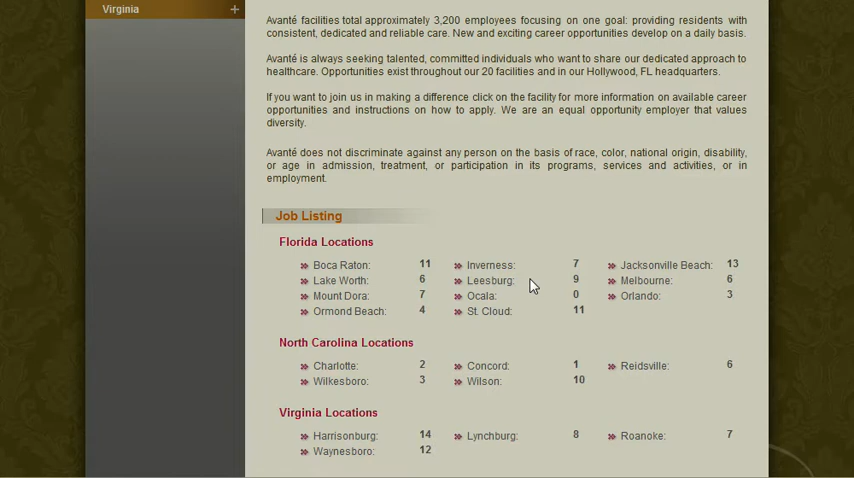 Virginia +
Avanté facilities total approximately 3,200 employees focusing on one goal: providing residents with
consistent, dedicated and reliable care. New and exciting career opportunities develop on a daily basis.
Avanté is always seeking talented, committed individuals who want to share our dedicated approach to
healthcare. Opportunities exist throughout our 20 facilities and in our Hollywood, FL headquarters.
If you want to join us in making a difference click on the facility for more information on available career
opportunities and instructions on how to apply. We are an equal opportunity employer that values
diversity.
Avanté does not discriminate against any person on the basis of race, color, national origin, disability,
or age in admission, treatment, or participation in its programs, services and activities, or in
employment.
Job Listing
Florida Locations
Boca Raton: 11 Inverness: 7 Jacksonville Beach: 13
Lake Worth: 6 Leesburg: 9 Melbourne: 6
Mount Dora: 7 Ocala: 0 Orlando: 3
Ormond Beach: 4 St. Cloud: 11
North Carolina Locations
Charlotte: 2 Concord: 1 Reidsville: 6
Wilkesboro: 3 Wilson: 10
Virginia Locations
Harrisonburg: 14 Lynchburg: 8 Roanoke: 7
Waynesboro: 12